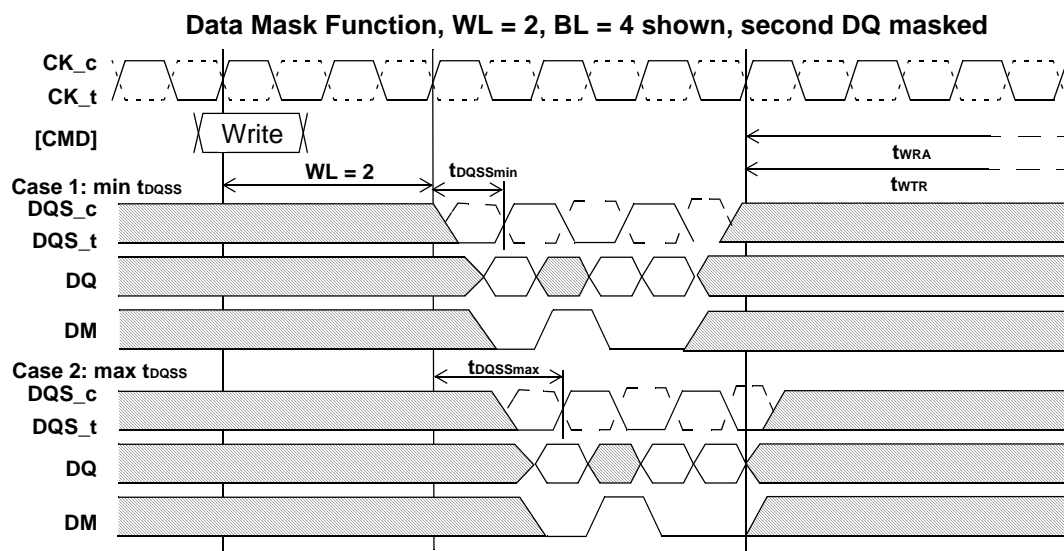 Data Mask Function, WL = 2, BL = 4 shown, second DQ masked
CK_c
CK_t
[CMD]
Write
tWRA
WL = 2
tDQSSmin
tWTR
Case 1: min tDQSS
DQS_c
DQS_t
DQ
DM
Case 2: max tDQSS
tDQSSmax
DQS_c
DQS_t
DQ
DM